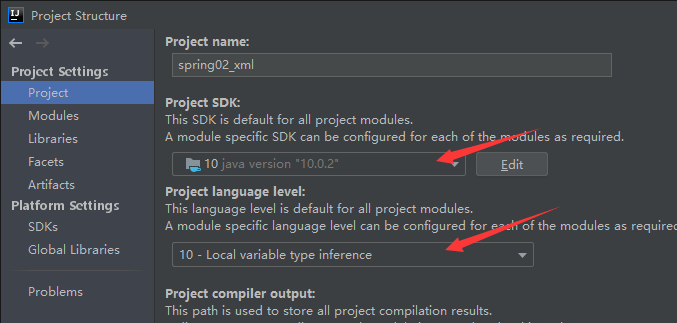 IJ
Project Structure
Project name:
Project Settings
spring02_xml
Project
Modules
Project SDK:
Libraries
This SDK is default for all project modules.
Facets
A module specific SDK can be configured for each of the modules as required.
Artifacts
10 java version "10.0.2"
Edit
Platform Settings
Project language level:
SDKs
This language level is default for all project modules.
Global Libraries
A module specific language level can be configured for each of the modules as required
10 - Local variable type inference
Problems
Project compiler output:
This path is used to store all project compilation results.